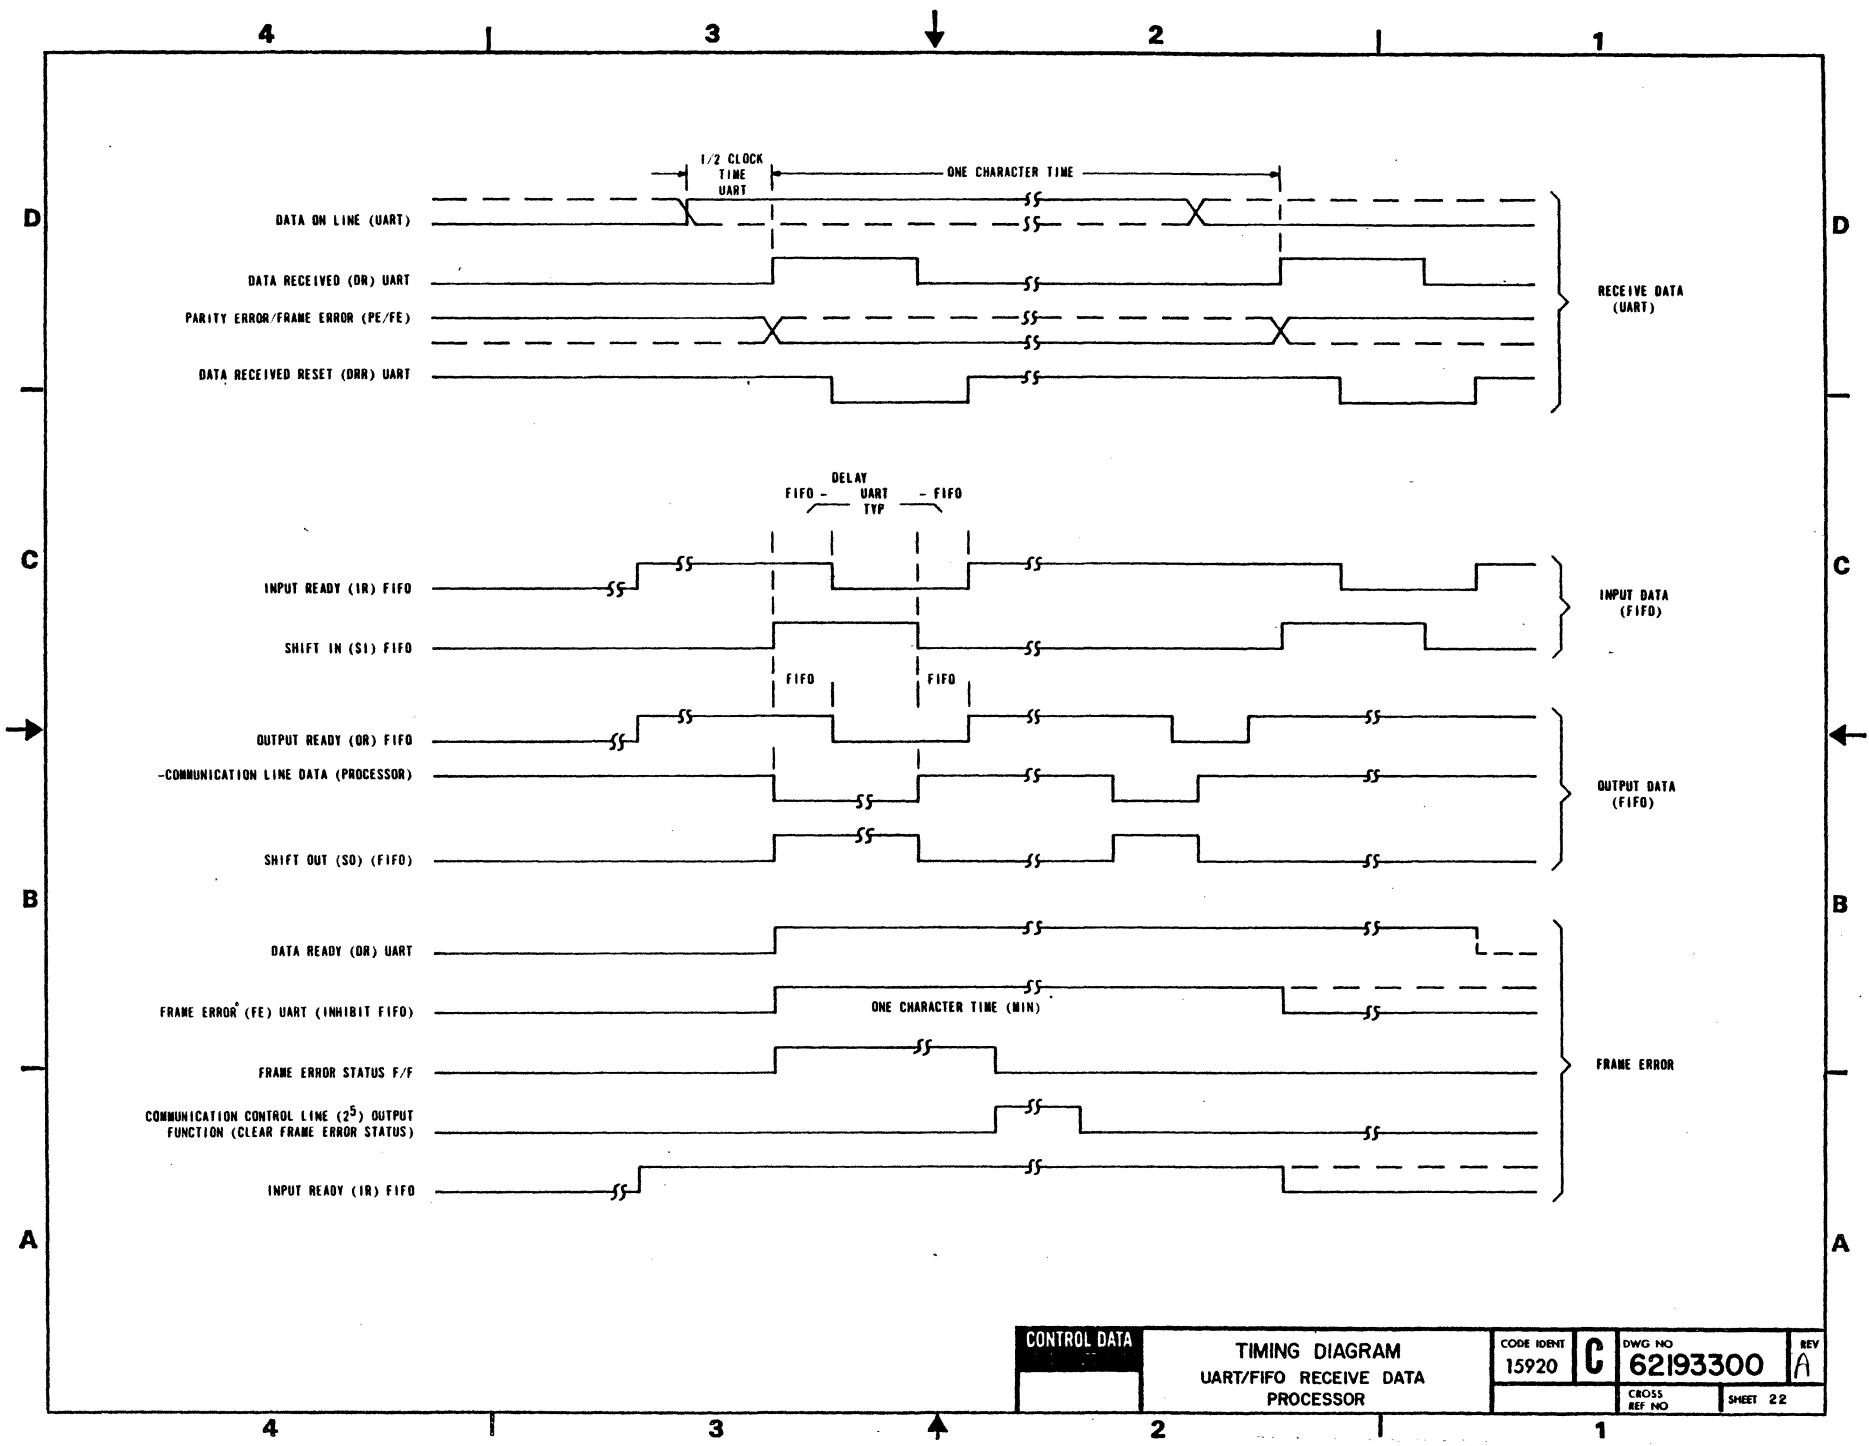 4 3 2 1
1/2 CLOCK
TIME
UART
ONE CHARACTER TIME
D
D
DATA ON LINE (UART)
DATA RECEIVED (DR) UART
RECEIVE DATA
(UART)
PARITY ERROR/FRAME ERROR (PE/FE)
DATA RECEIVED RESET (DRR) UART
DELAY
FIFO - UART - FIFO
TYP
C
C
INPUT READY (IR) FIFO
INPUT DATA
(FIFO)
SHIFT IN (SI) FIFO
FIFO FIFO
OUTPUT READY (OR) FIFO
-COMMUNICATION LINE DATA (PROCESSOR)
OUTPUT DATA
(FIFO)
SHIFT OUT (SO) (FIFO)
B
B
DATA READY (DR) UART
FRAME ERROR (FE) UART (INHIBIT FIFO)
ONE CHARACTER TIME (MIN)
FRAME ERROR STATUS F/F
FRAME ERROR
COMMUNICATION CONTROL LINE (2⁵) OUTPUT
FUNCTION (CLEAR FRAME ERROR STATUS)
INPUT READY (IR) FIFO
A
A
CONTROL DATA
TIMING DIAGRAM
UART/FIFO RECEIVE DATA
PROCESSOR
CODE IDENT
15920
C
DWG NO
62193300
REV
A
CROSS
REF NO
SHEET 22
4 3 2 1